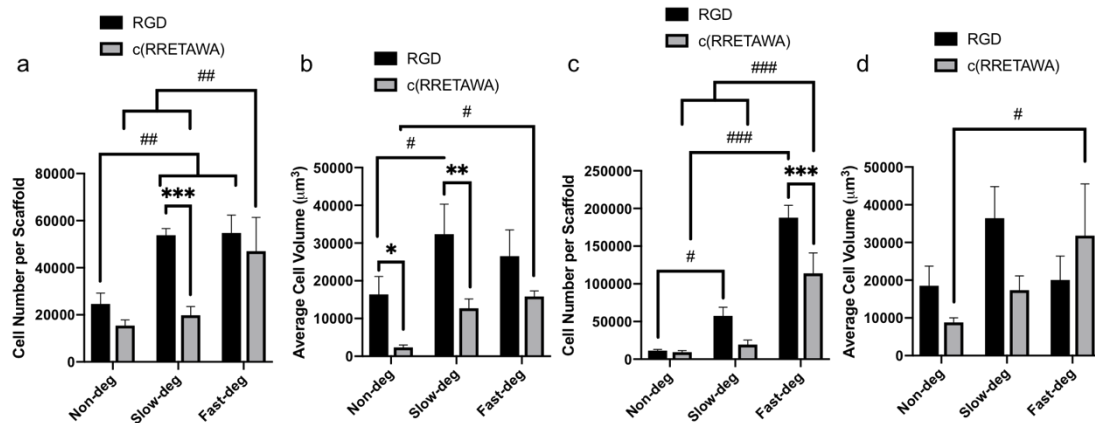 a
RGD
c(RRETAWA)
##
##
***
Cell Number per Scaffold
80000
60000
40000
20000
0
Non-deg
Slow-deg
Fast-deg
b
RGD
c(RRETAWA)
#
#
**
*
Average Cell Volume (μm³)
50000
40000
30000
20000
10000
0
Non-deg
Slow-deg
Fast-deg
c
RGD
c(RRETAWA)
###
###
***
#
Cell Number per Scaffold
250000
200000
150000
100000
50000
0
Non-deg
Slow-deg
Fast-deg
d
RGD
c(RRETAWA)
#
Average Cell Volume (μm³)
50000
40000
30000
20000
10000
0
Non-deg
Slow-deg
Fast-deg